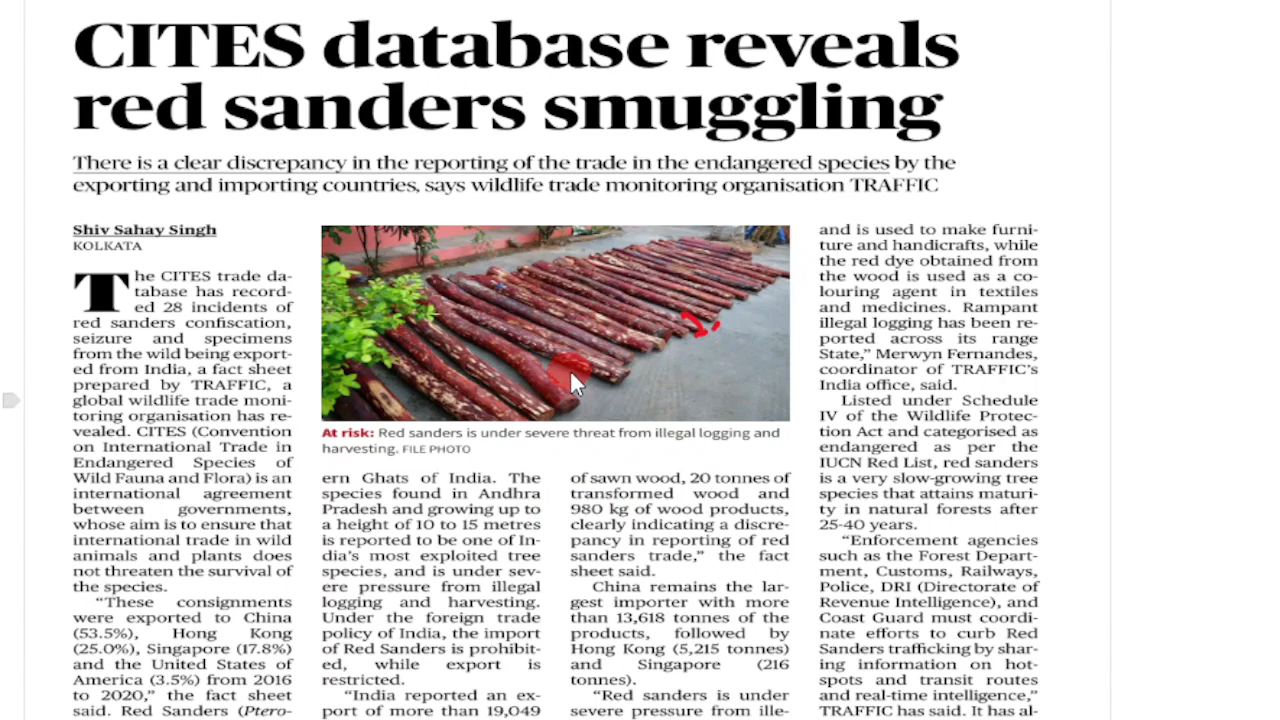 CITES database reveals
red sanders smuggling
There is a clear discrepancy in the reporting of the trade in the endangered species by the
exporting and importing countries, says wildlife trade monitoring organisation TRAFFIC
Shiv Sahay Singh
KOLKATA
The CITES trade da-
tabase has record-
ed 28 incidents of
red sanders confiscation,
seizure and specimens
from the wild being export-
ed from India, a fact sheet
prepared by TRAFFIC, a
global wildlife trade moni-
toring organisation has re-
vealed. CITES (Convention
on International Trade in
Endangered Species of
Wild Fauna and Flora) is an
international agreement
between governments,
whose aim is to ensure that
international trade in wild
animals and plants does
not threaten the survival of
the species.
“These consignments
were exported to China
(53.5%), Hong Kong
(25.0%), Singapore (17.8%)
and the United States of
America (3.5%) from 2016
to 2020,” the fact sheet
said. Red Sanders (Ptero-
At risk: Red sanders is under severe threat from illegal logging and
harvesting. FILE PHOTO
ern Ghats of India. The
species found in Andhra
Pradesh and growing up to
a height of 10 to 15 metres
is reported to be one of In-
dia’s most exploited tree
species, and is under sev-
ere pressure from illegal
logging and harvesting.
Under the foreign trade
policy of India, the import
of Red Sanders is prohibit-
ed, while export is
restricted.
“India reported an ex-
port of more than 19,049
of sawn wood, 20 tonnes of
transformed wood and
980 kg of wood products,
clearly indicating a discre-
pancy in reporting of red
sanders trade,” the fact
sheet said.
China remains the lar-
gest importer with more
than 13,618 tonnes of the
products, followed by
Hong Kong (5,215 tonnes)
and Singapore (216
tonnes).
“Red sanders is under
severe pressure from ille-
and is used to make furni-
ture and handicrafts, while
the red dye obtained from
the wood is used as a co-
louring agent in textiles
and medicines. Rampant
illegal logging has been re-
ported across its range
State,” Merwyn Fernandes,
coordinator of TRAFFIC’s
India office, said.
Listed under Schedule
IV of the Wildlife Protec-
tion Act and categorised as
endangered as per the
IUCN Red List, red sanders
is a very slow-growing tree
species that attains maturi-
ty in natural forests after
25-40 years.
“Enforcement agencies
such as the Forest Depart-
ment, Customs, Railways,
Police, DRI (Directorate of
Revenue Intelligence), and
Coast Guard must coordi-
nate efforts to curb Red
Sanders trafficking by shar-
ing information on hot-
spots and transit routes
and real-time intelligence,”
TRAFFIC has said. It has al-